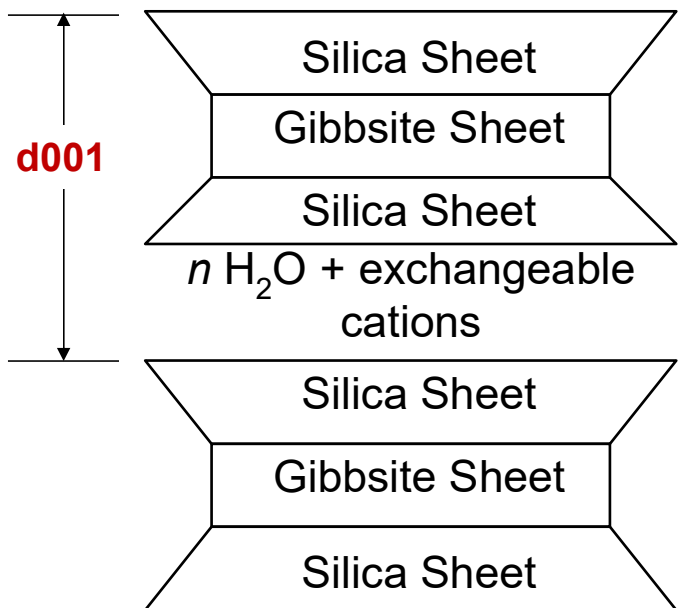 Silica Sheet
Gibbsite Sheet
d001
Silica Sheet
n H₂O + exchangeable
cations
Silica Sheet
Gibbsite Sheet
Silica Sheet